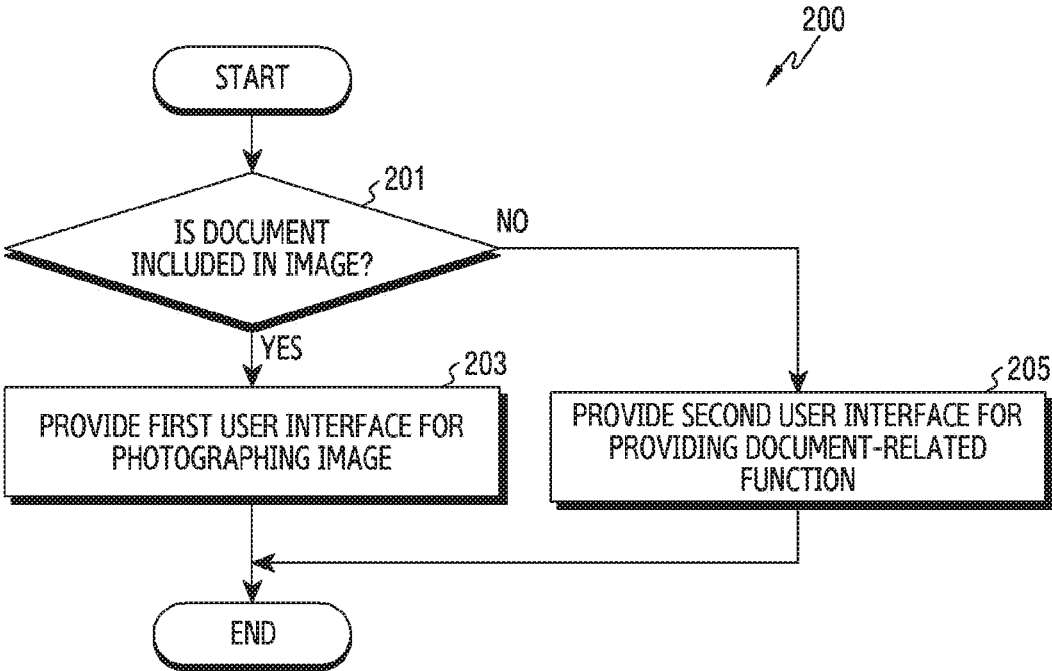 200
START
201
IS DOCUMENT
INCLUDED IN IMAGE?
NO
YES
203
PROVIDE FIRST USER INTERFACE FOR
PHOTOGRAPHING IMAGE
205
PROVIDE SECOND USER INTERFACE FOR
PROVIDING DOCUMENT-RELATED
FUNCTION
END